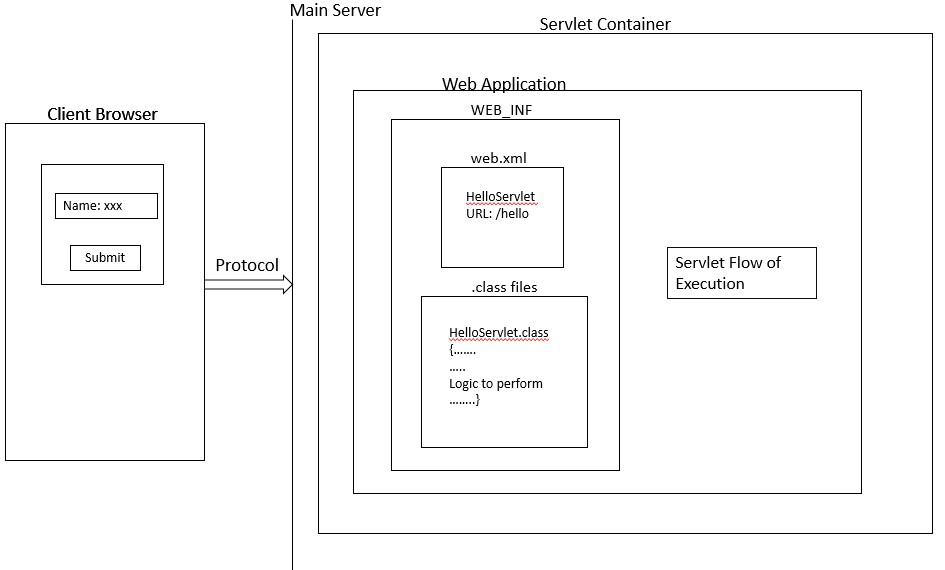 Main Server
Servlet Container
Web Application
WEB_INF
Client Browser
web.xml
Name: xxx
HelloServlet
URL: /hello
Submit
Protocol
Servlet Flow of
Execution
.class files
HelloServlet.class
{.......
.....
Logic to perform
........}